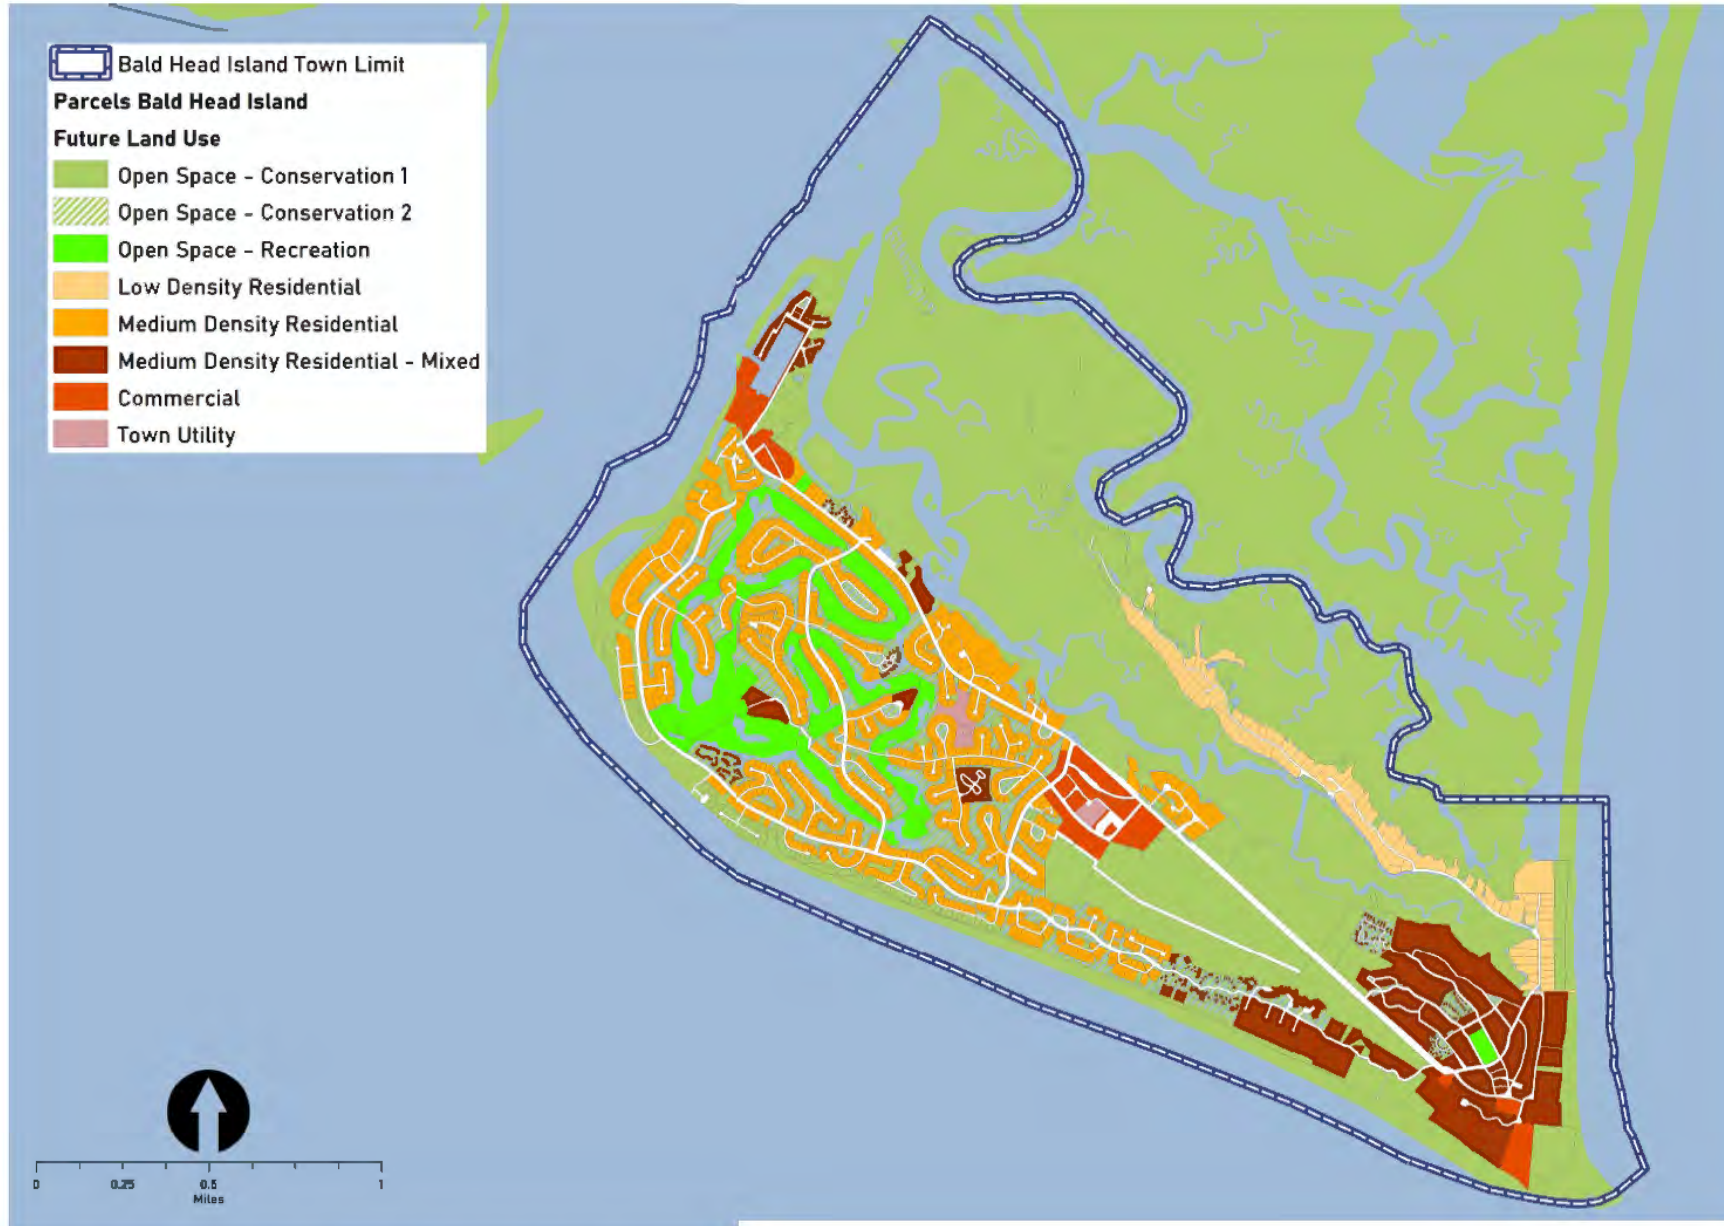 Bald Head Island Town Limit
Parcels Bald Head Island
Future Land Use
Open Space - Conservation 1
Open Space - Conservation 2
Open Space - Recreation
Low Density Residential
Medium Density Residential
Medium Density Residential - Mixed
Commercial
Town Utility
0 0.25 0.5 1
Miles